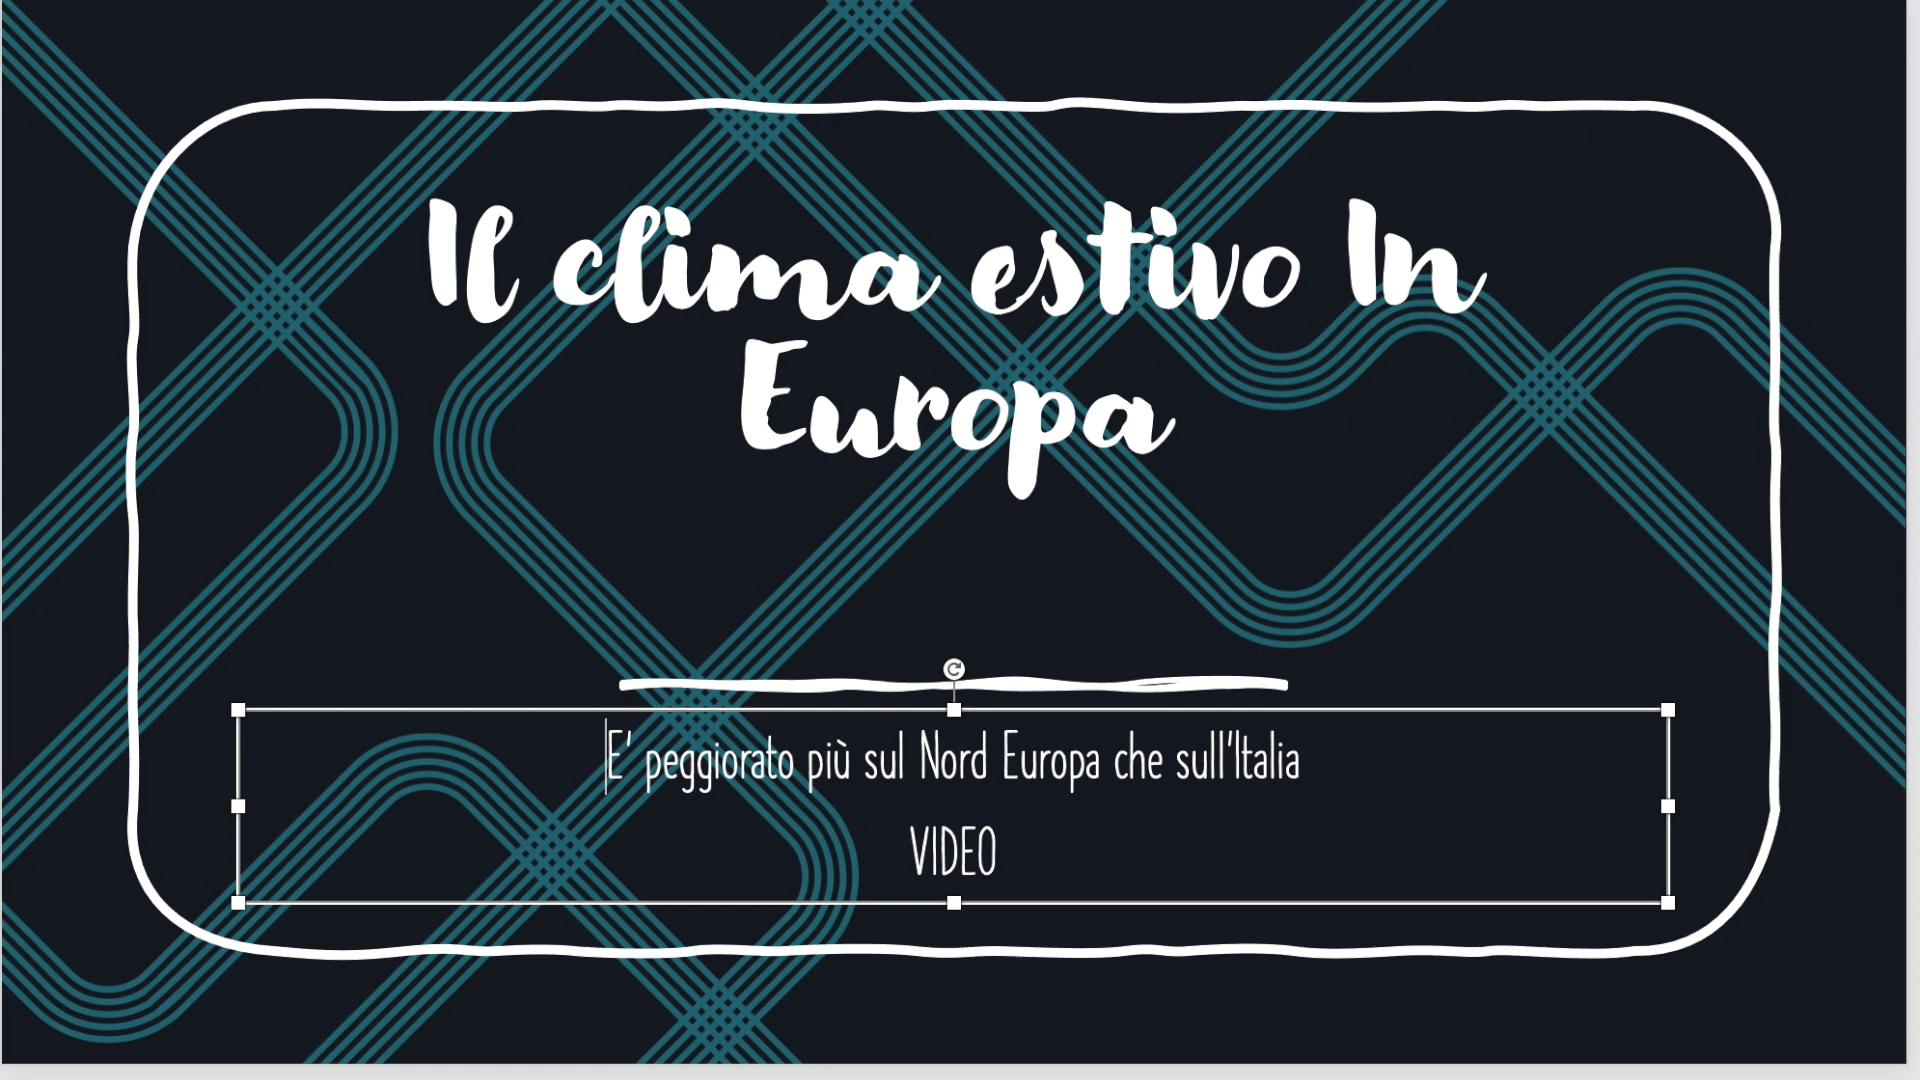 Il clima estivo In
Europa
E' peggiorato più sul Nord Europa che sull'Italia
VIDEO